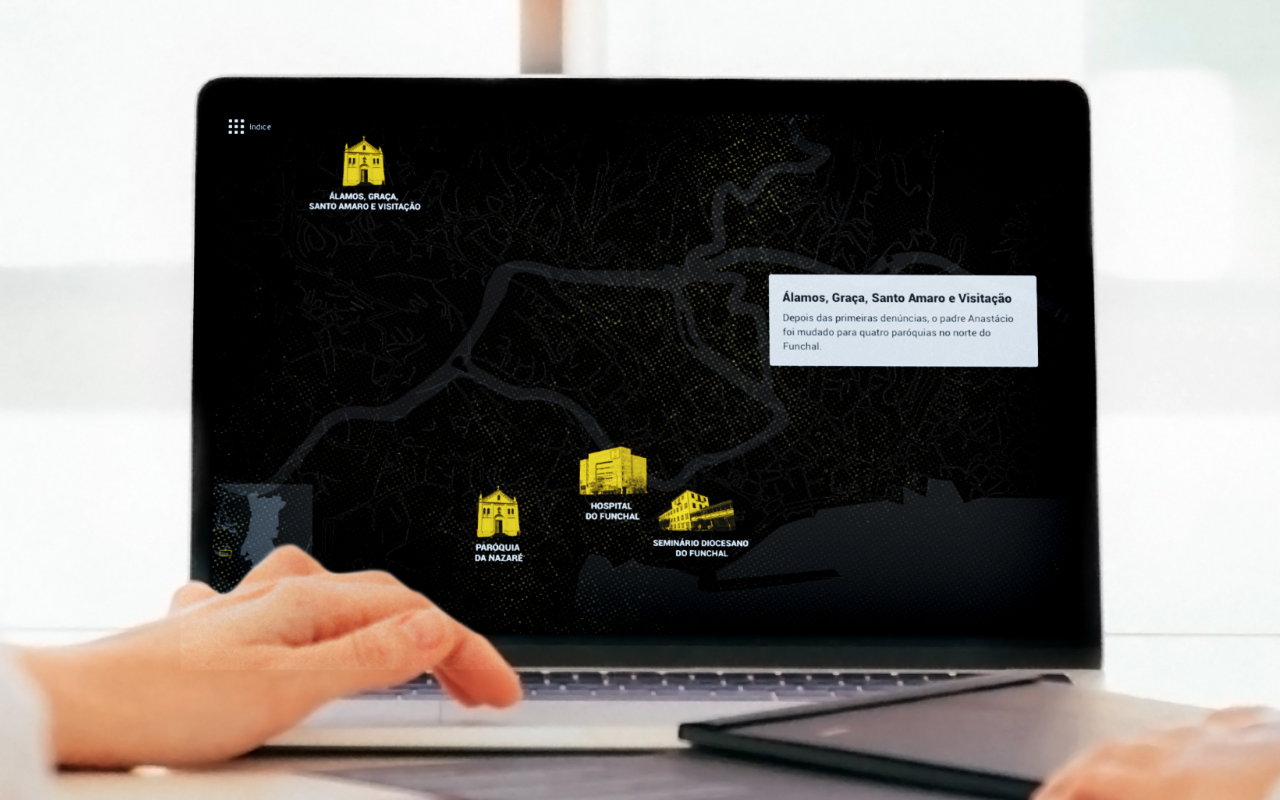 Índice
ÁLAMOS, GRAÇA,
SANTO AMARO E VISITAÇÃO
Álamos, Graça, Santo Amaro e Visitação
Depois das primeiras denúncias, o padre Anastácio
foi mudado para quatro paróquias no norte do
Funchal.
HOSPITAL
DO FUNCHAL
PARÓQUIA
DA NAZARÉ
SEMINÁRIO DIOCESANO
DO FUNCHAL